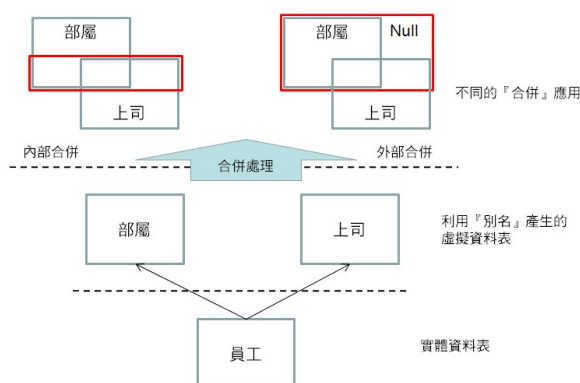 部屬
部屬
Null
上司
上司
不同的『合併』應用
內部合併
合併處理
外部合併
部屬
上司
利用『別名』產生的
虛擬資料表
員工
實體資料表